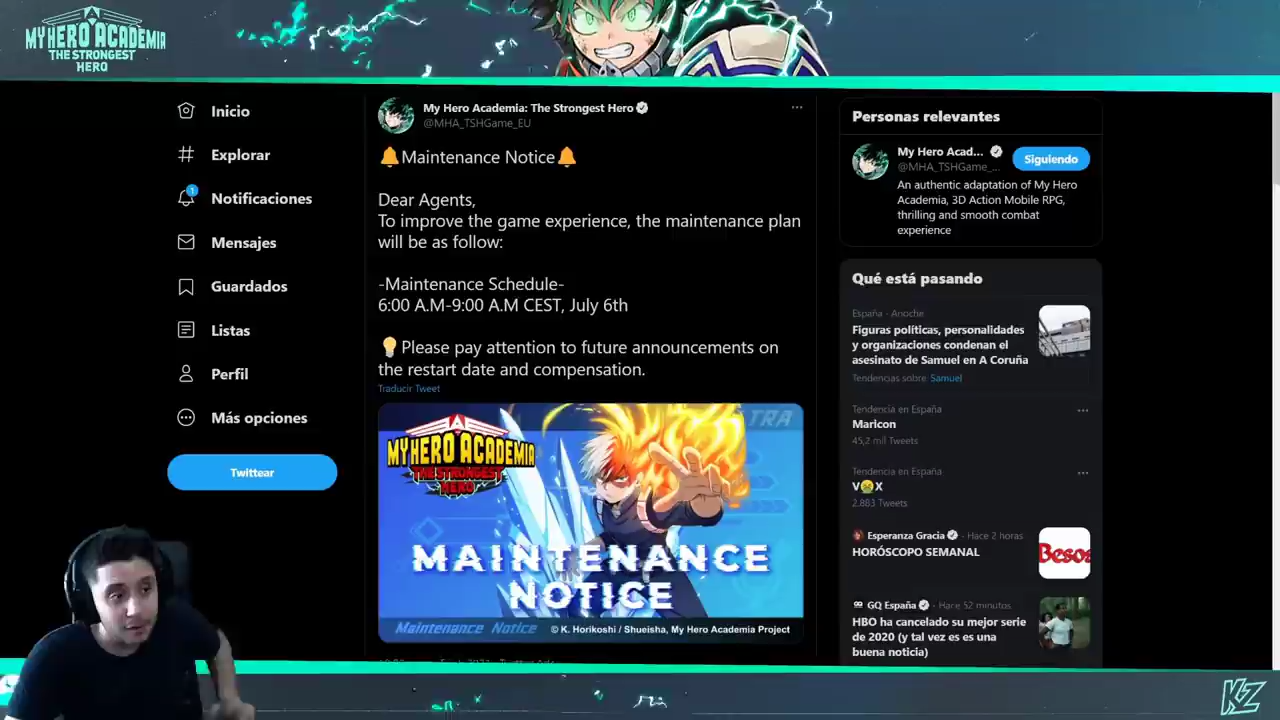 MY HERO ACADEMIA
THE STRONGEST
HERO
Inicio
Explorar
1
Notificaciones
Mensajes
Guardados
Listas
Perfil
Más opciones
Twittear
My Hero Academia: The Strongest Hero
@MHA_TSHGame_EU
🔔Maintenance Notice🔔
Dear Agents,
To improve the game experience, the maintenance plan
will be as follow:
-Maintenance Schedule-
6:00 A.M-9:00 A.M CEST, July 6th
💡Please pay attention to future announcements on
the restart date and compensation.
Traducir Tweet
MY HERO ACADEMIA
THE STRONGEST
HERO
TRA
MAINTENANCE
NOTICE
Maintenance Notice © K. Horikoshi / Shueisha, My Hero Academia Project
Personas relevantes
My Hero Acad...
@MHA_TSHGame_...
Siguiendo
An authentic adaptation of My Hero
Academia, 3D Action Mobile RPG,
thrilling and smooth combat
experience
Qué está pasando
España · Anoche
Figuras políticas, personalidades
y organizaciones condenan el
asesinato de Samuel en A Coruña
Tendencias sobre Samuel
Tendencia en España
Maricon
45,2 mil Tweets
Tendencia en España
V🤢X
2.883 Tweets
Esperanza Gracia · Hace 2 horas
HORÓSCOPO SEMANAL
Besos
GQ España · Hace 52 minutos
HBO ha cancelado su mejor serie
de 2020 (y tal vez es es una
buena noticia)
KZ